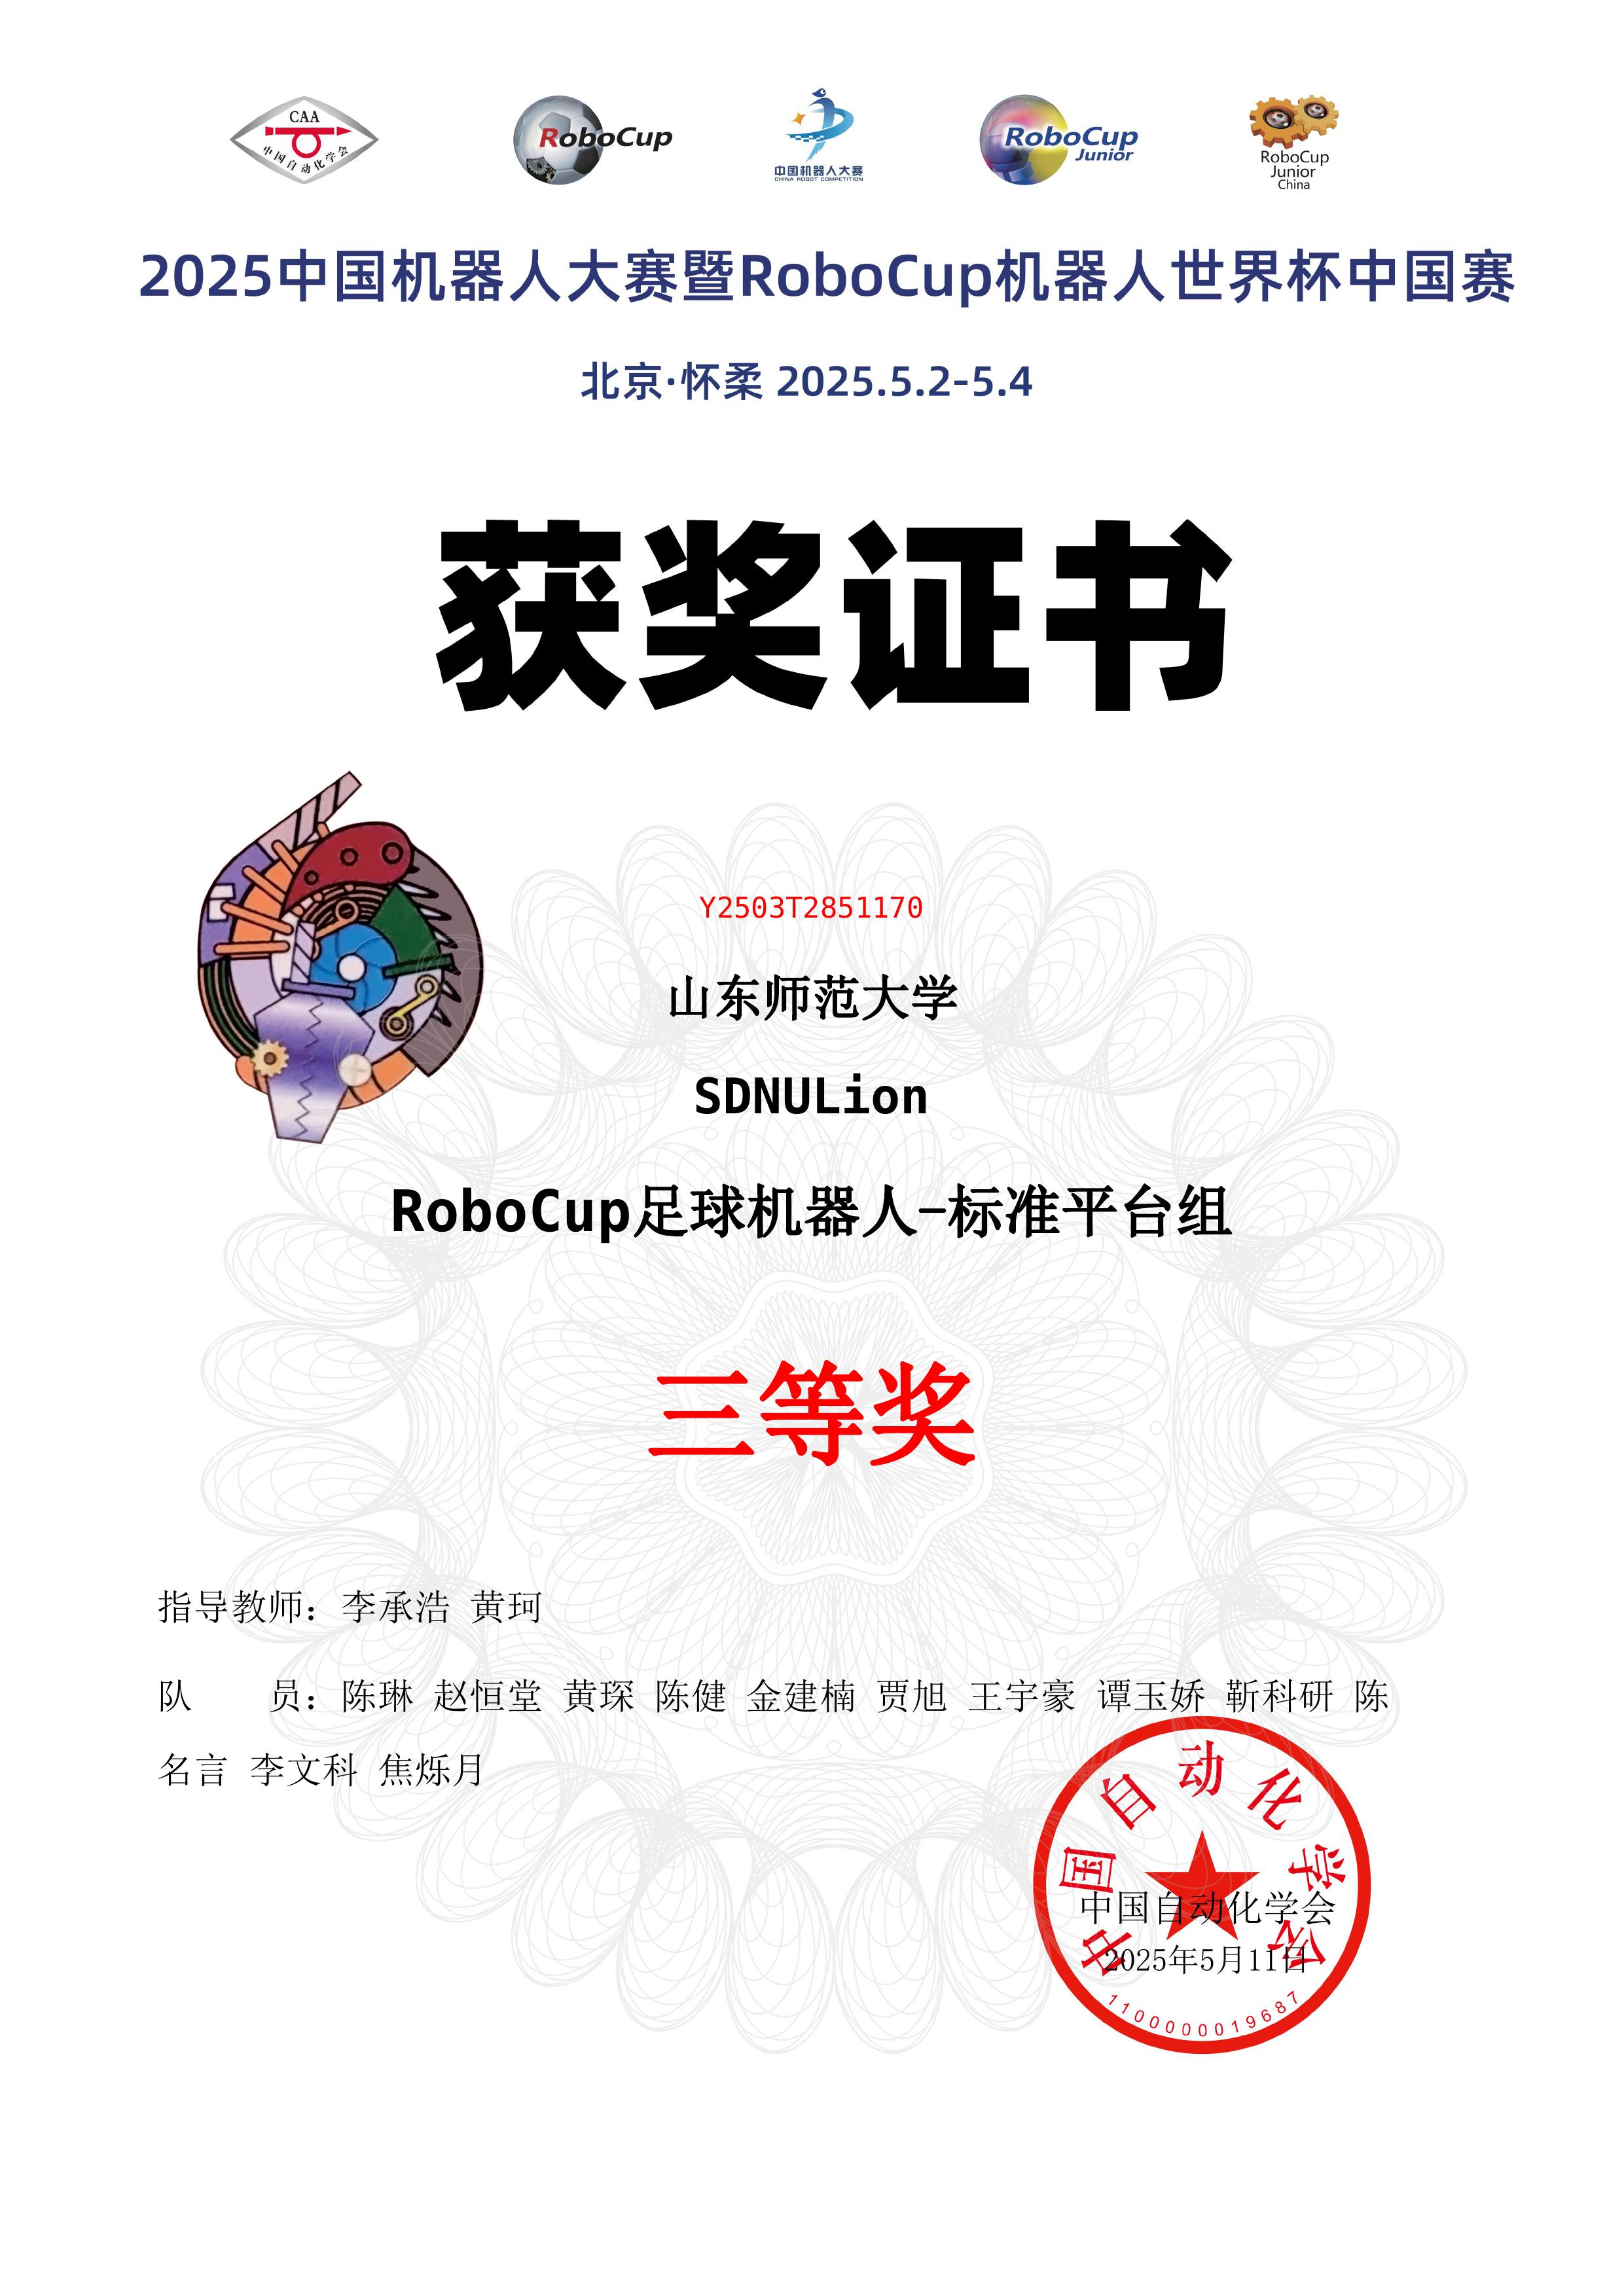 CAA
中国自动化学会
RoboCup
中国机器人大赛
CHINA ROBOT COMPETITION
RoboCup
Junior
RoboCup
Junior
China
2025中国机器人大赛暨RoboCup机器人世界杯中国赛
北京·怀柔 2025.5.2-5.4
获奖证书
Y2503T2851170
山东师范大学
SDNULion
RoboCup足球机器人-标准平台组
三等奖
指导教师：李承浩 黄珂
队 员：陈琳 赵恒堂 黄琛 陈健 金建楠 贾旭 王宇豪 谭玉娇 靳科研 陈
名言 李文科 焦烁月
中国自动化学会
中国自动化学会
2025年5月11日
1100000019687